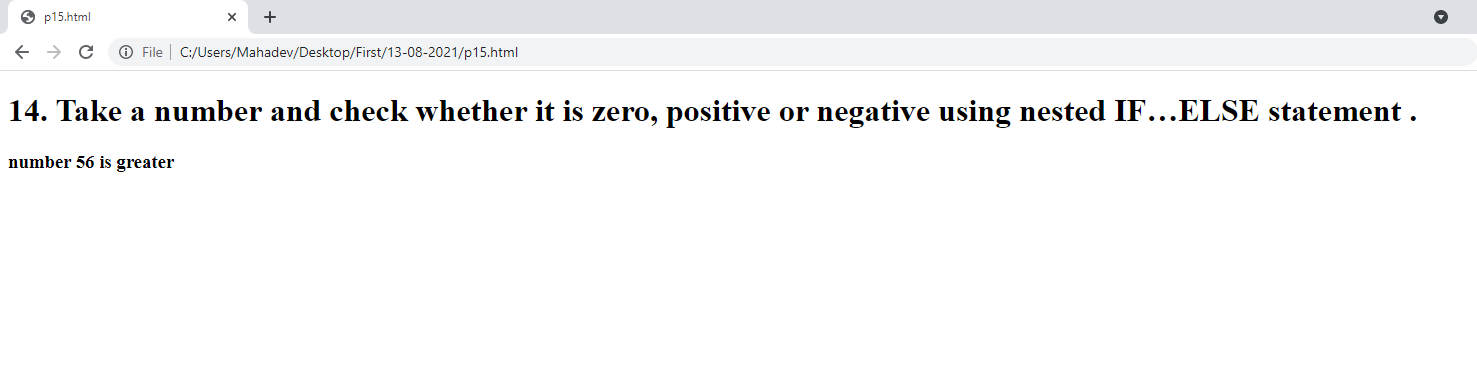 p15.html
File C:/Users/Mahadev/Desktop/First/13-08-2021/p15.html
14. Take a number and check whether it is zero, positive or negative using nested IF…ELSE statement .
number 56 is greater